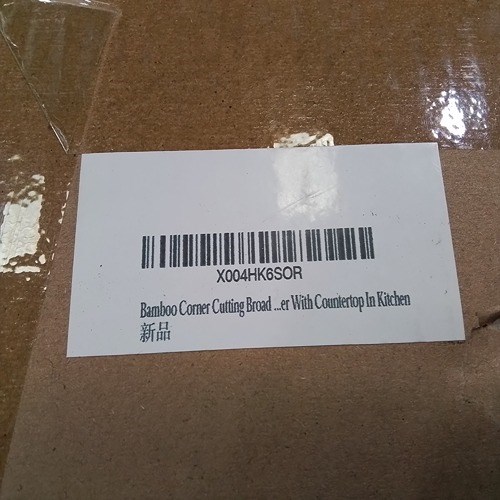 X004HK6SOR
Bamboo Corner Cutting Broad ...er With Countertop In Kitchen
新品